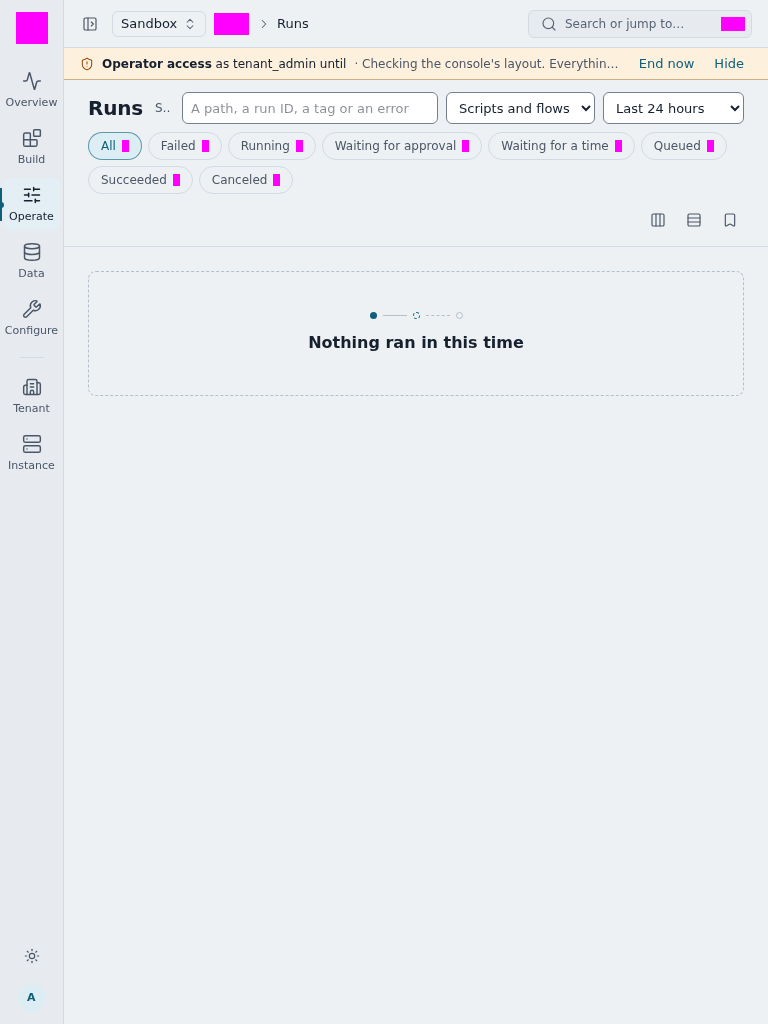 Sandbox
Runs
Search or jump to…
Operator access as tenant_admin until · Checking the console's layout. Everythin…
End now
Hide
Overview
Build
Operate
Data
Configure
Tenant
Instance
A
Runs
S..
A path, a run ID, a tag or an error
Scripts and flows
Last 24 hours
All
Failed
Running
Waiting for approval
Waiting for a time
Queued
Succeeded
Canceled
Nothing ran in this time